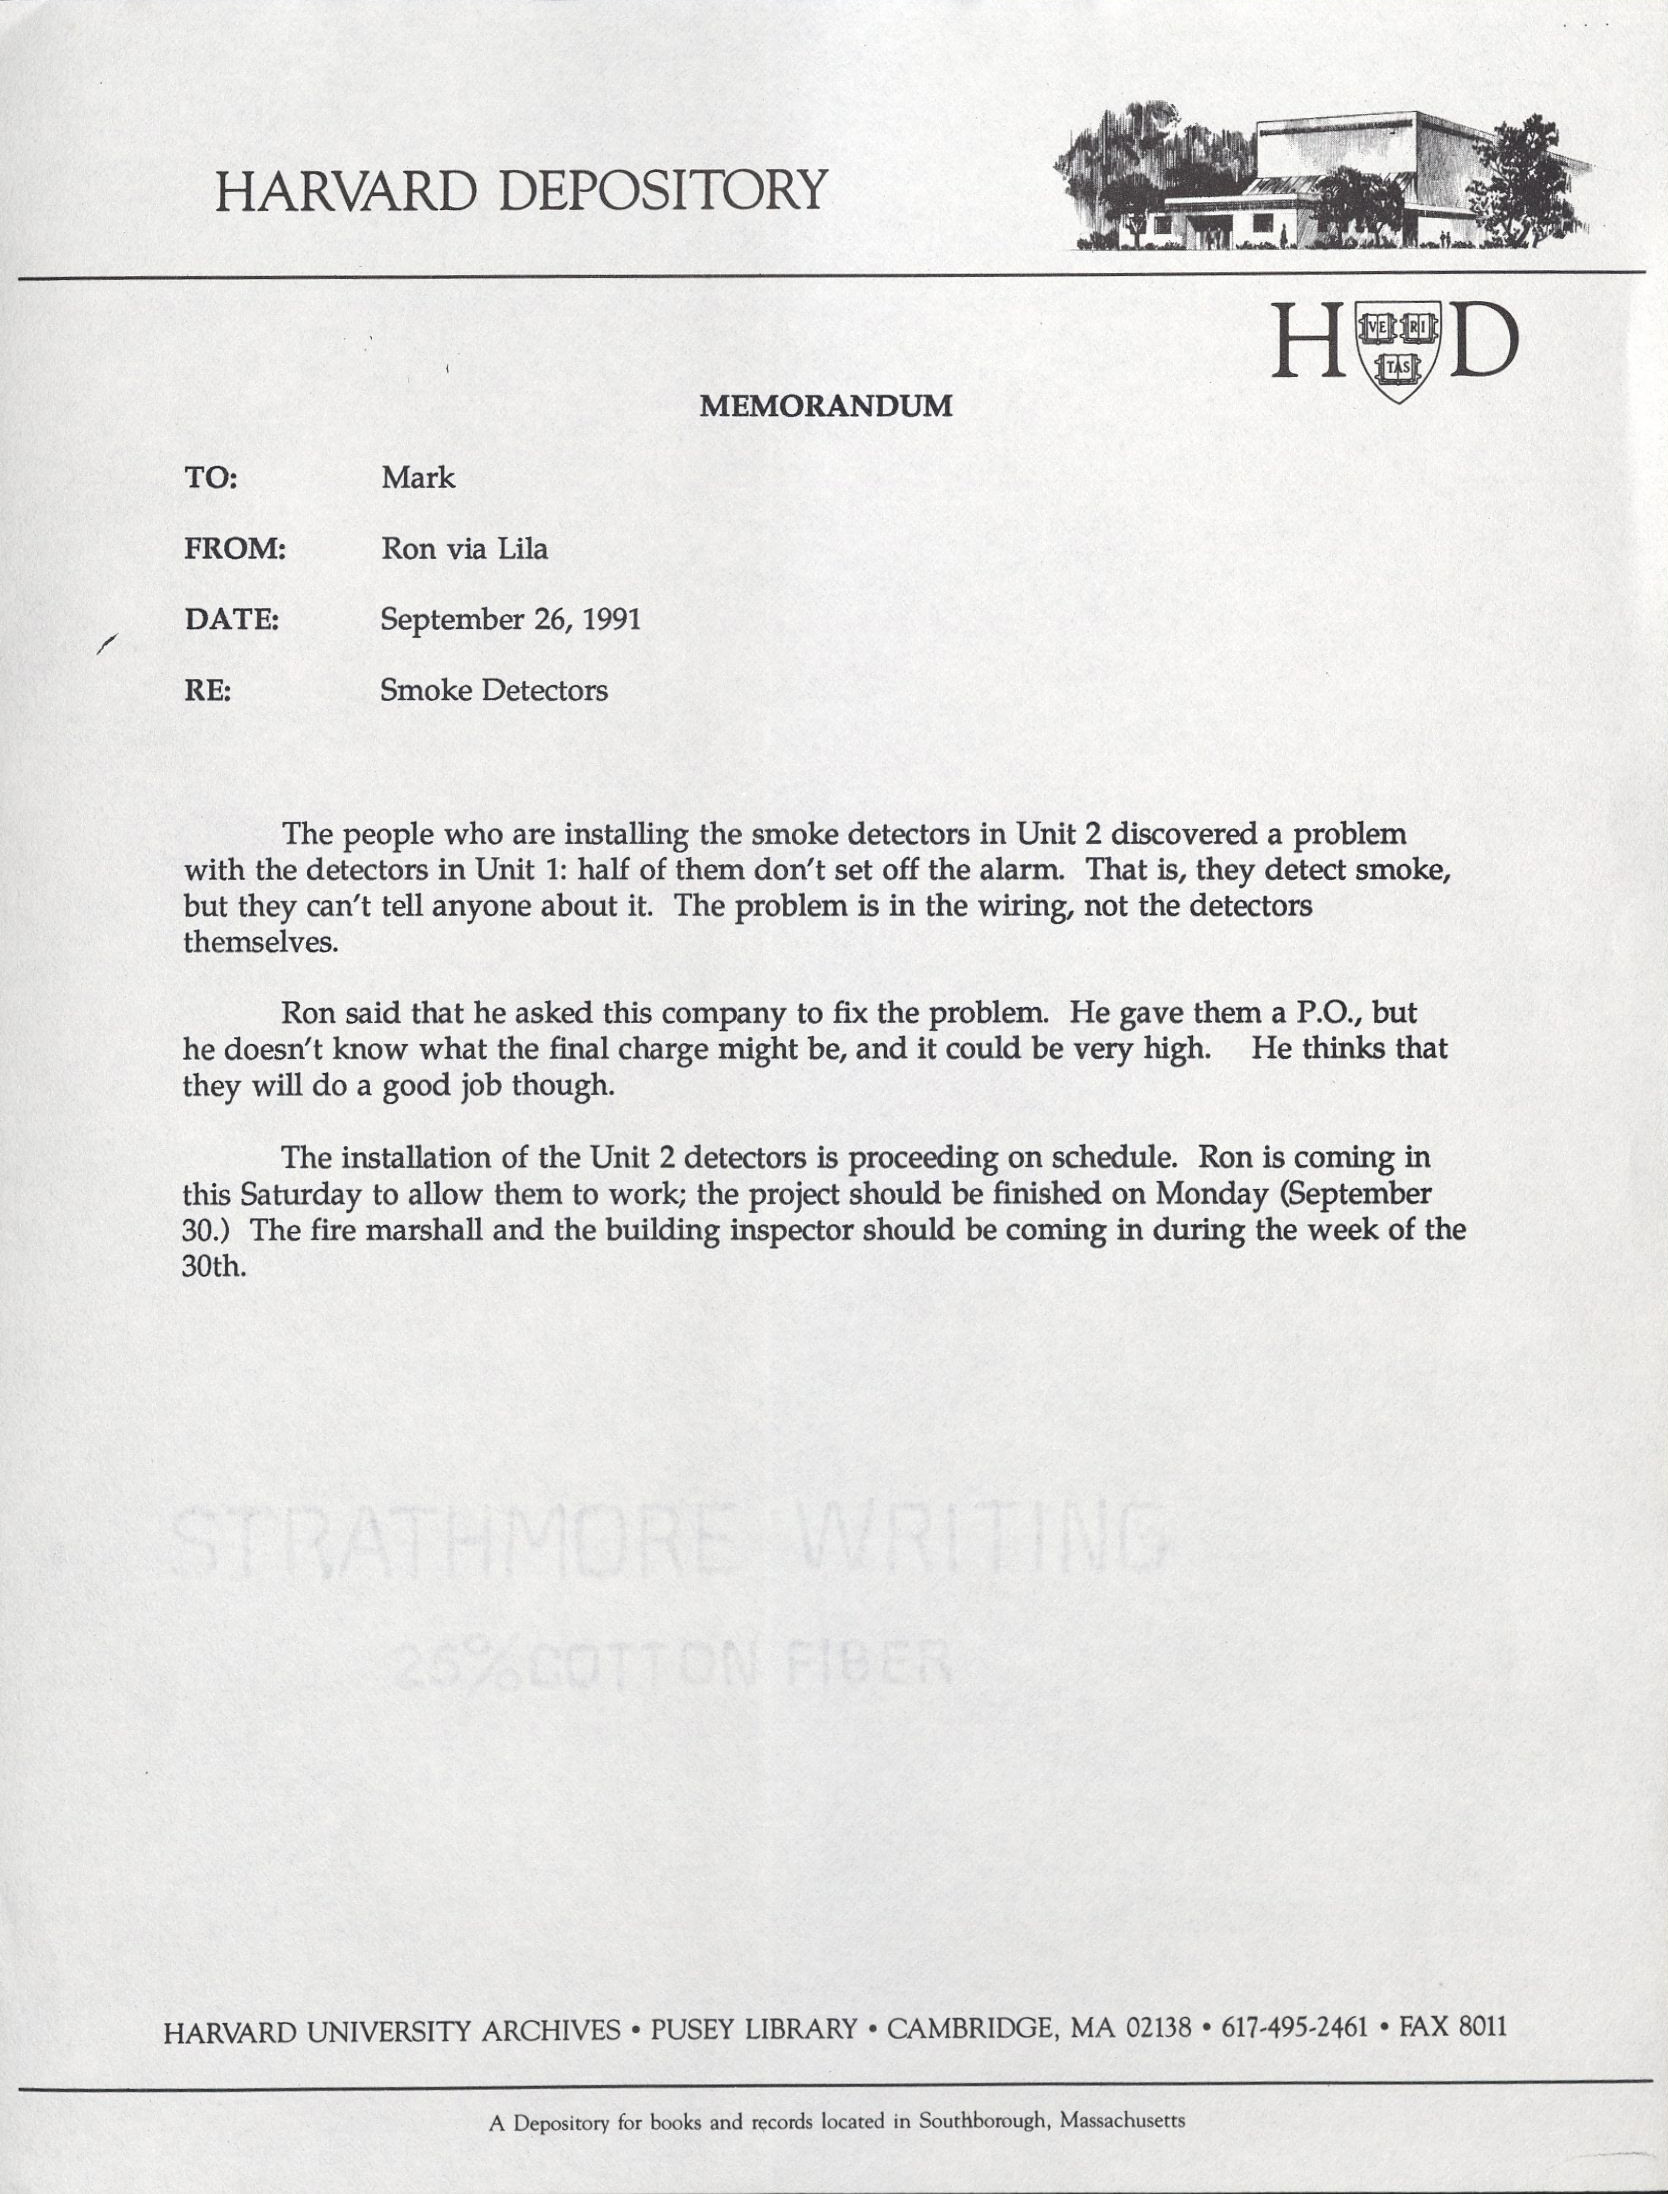 HARVARD DEPOSITORY
H VE RI TAS D
MEMORANDUM
TO: Mark
FROM: Ron via Lila
DATE: September 26, 1991
RE: Smoke Detectors
The people who are installing the smoke detectors in Unit 2 discovered a problem
with the detectors in Unit 1: half of them don't set off the alarm. That is, they detect smoke,
but they can't tell anyone about it. The problem is in the wiring, not the detectors
themselves.
Ron said that he asked this company to fix the problem. He gave them a P.O., but
he doesn't know what the final charge might be, and it could be very high. He thinks that
they will do a good job though.
The installation of the Unit 2 detectors is proceeding on schedule. Ron is coming in
this Saturday to allow them to work; the project should be finished on Monday (September
30.) The fire marshall and the building inspector should be coming in during the week of the
30th.
STRATHMORE WRITING
25% COTTON FIBER
HARVARD UNIVERSITY ARCHIVES • PUSEY LIBRARY • CAMBRIDGE, MA 02138 • 617-495-2461 • FAX 8011
A Depository for books and records located in Southborough, Massachusetts